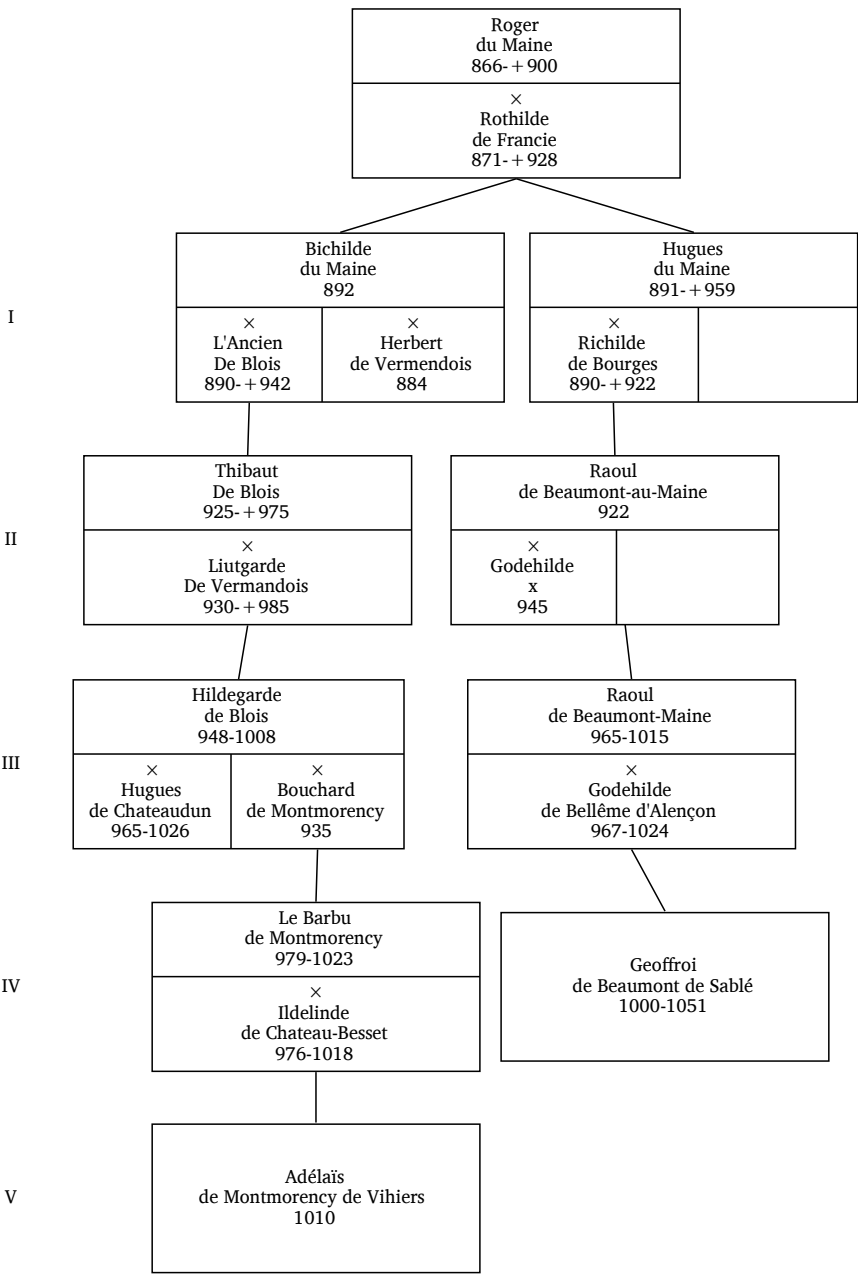 Roger
du Maine
866-+900
×
Rothilde
de Francie
871-+928
I
Bichilde
du Maine
892
×
L'Ancien
De Blois
890-+942
×
Herbert
de Vermendois
884
Hugues
du Maine
891-+959
×
Richilde
de Bourges
890-+922
II
Thibaut
De Blois
925-+975
×
Liutgarde
De Vermandois
930-+985
Raoul
de Beaumont-au-Maine
922
×
Godehilde
x
945
III
Hildegarde
de Blois
948-1008
×
Hugues
de Chateaudun
965-1026
×
Bouchard
de Montmorency
935
Raoul
de Beaumont-Maine
965-1015
×
Godehilde
de Bellême d'Alençon
967-1024
IV
Le Barbu
de Montmorency
979-1023
×
Ildelinde
de Chateau-Besset
976-1018
Geoffroi
de Beaumont de Sablé
1000-1051
V
Adélaïs
de Montmorency de Vihiers
1010